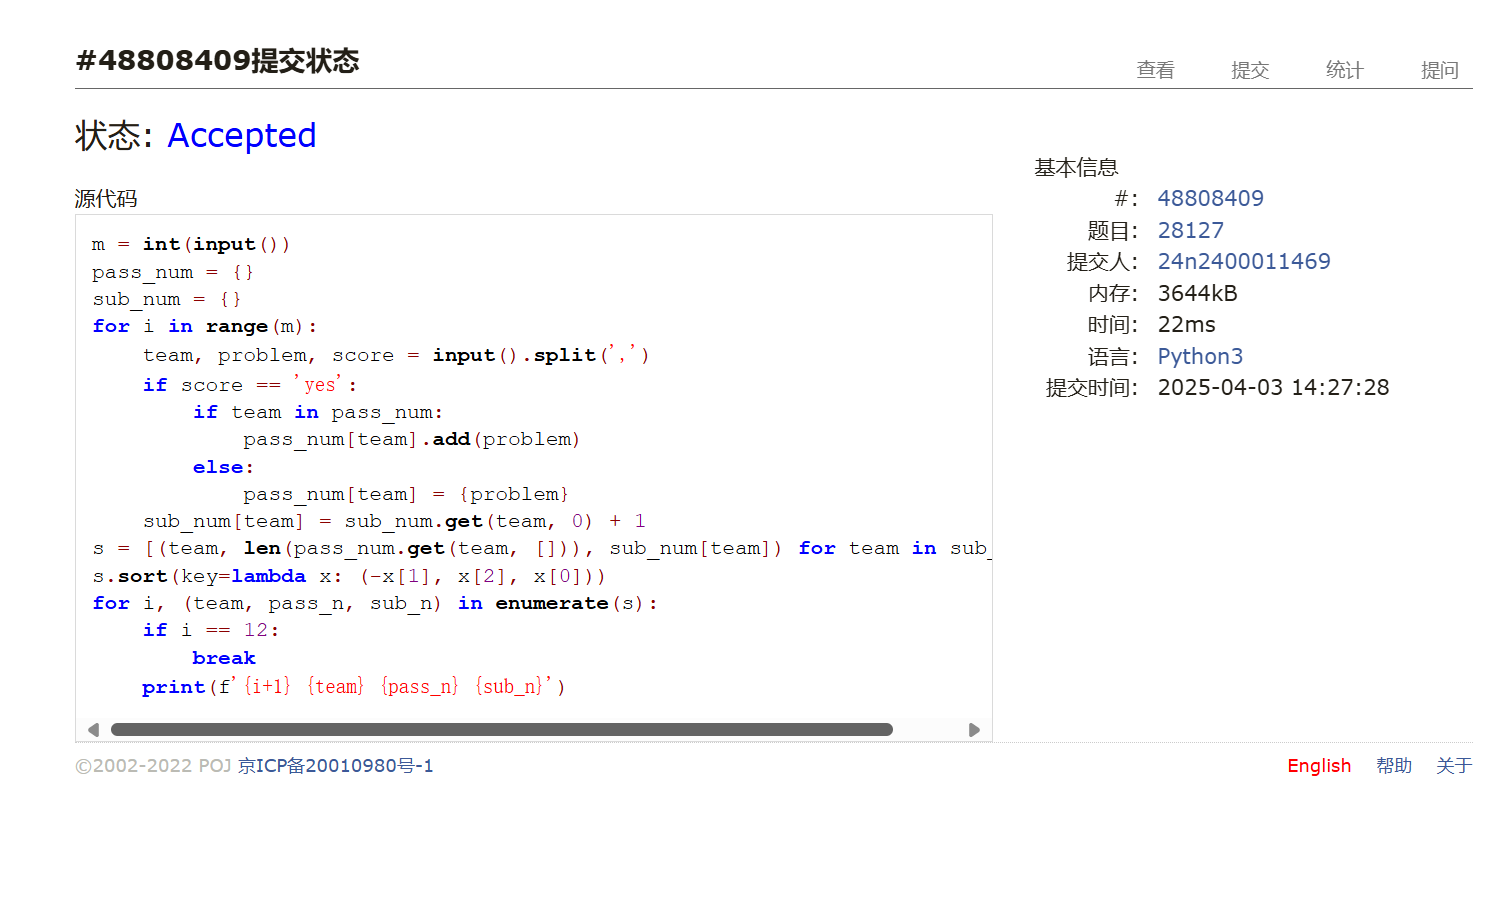 #48808409提交状态
查看 提交 统计 提问
状态: Accepted
源代码
m = int(input())
pass_num = {}
sub_num = {}
for i in range(m):
    team, problem, score = input().split(',')
    if score == 'yes':
        if team in pass_num:
            pass_num[team].add(problem)
        else:
            pass_num[team] = {problem}
    sub_num[team] = sub_num.get(team, 0) + 1
s = [(team, len(pass_num.get(team, [])), sub_num[team]) for team in sub_
s.sort(key=lambda x: (-x[1], x[2], x[0]))
for i, (team, pass_n, sub_n) in enumerate(s):
    if i == 12:
        break
    print(f'{i+1} {team} {pass_n} {sub_n}')
基本信息
#: 48808409
题目: 28127
提交人: 24n2400011469
内存: 3644kB
时间: 22ms
语言: Python3
提交时间: 2025-04-03 14:27:28
©2002-2022 POJ 京ICP备20010980号-1
English 帮助 关于